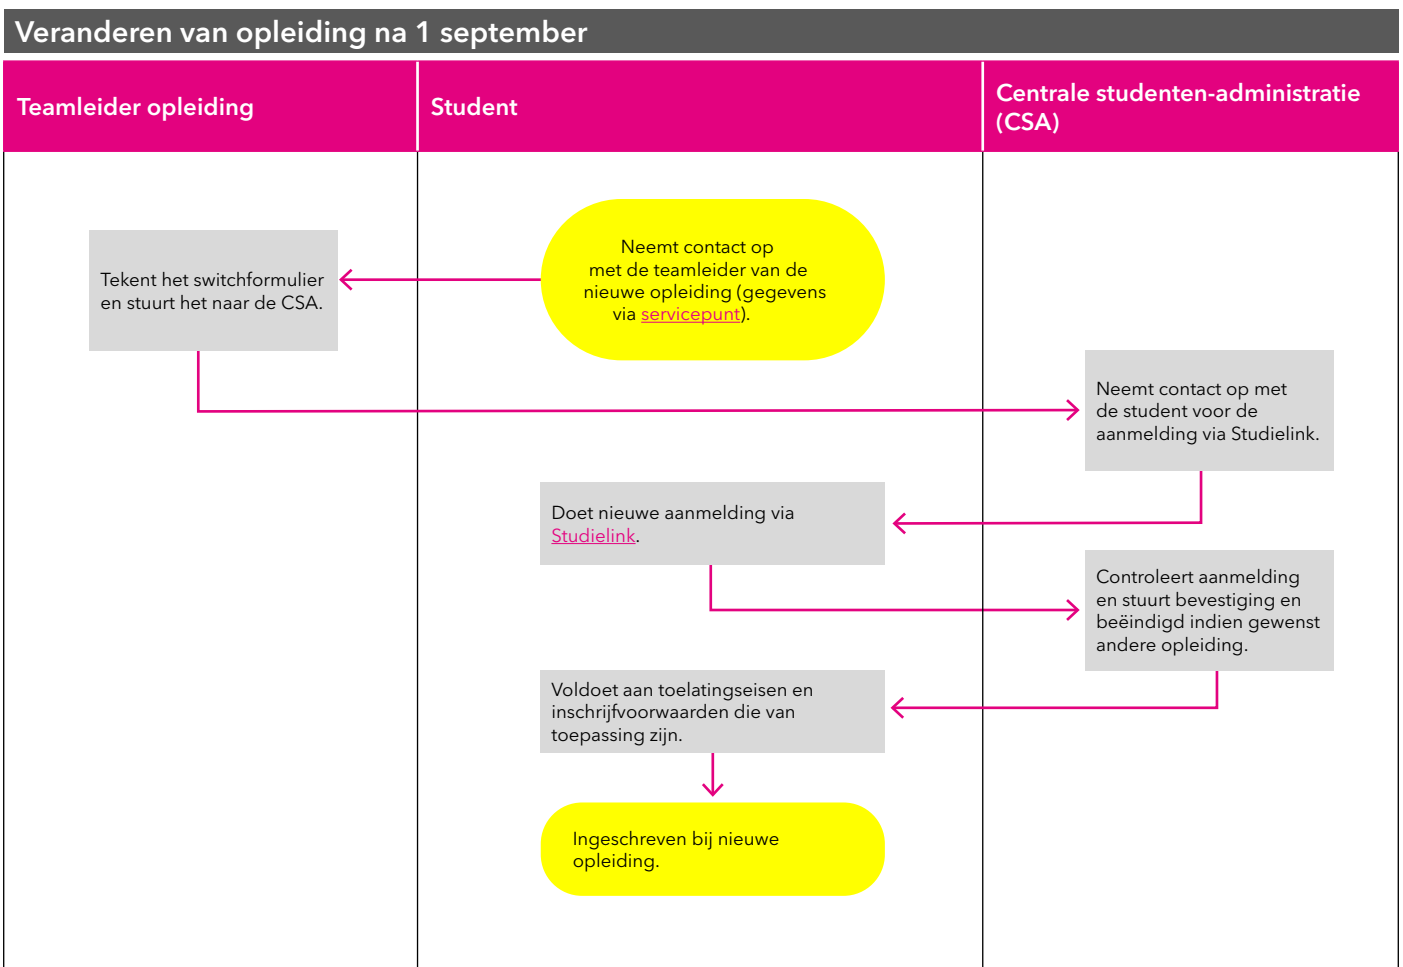 Veranderen van opleiding na 1 september
Teamleider opleiding
Student
Centrale studenten-administratie
(CSA)
Neemt contact op
met de teamleider van de
nieuwe opleiding (gegevens
via servicepunt).
Tekent het switchformulier
en stuurt het naar de CSA.
Neemt contact op met
de student voor de
aanmelding via Studielink.
Doet nieuwe aanmelding via
Studielink.
Controleert aanmelding
en stuurt bevestiging en
beëindigd indien gewenst
andere opleiding.
Voldoet aan toelatingseisen en
inschrijfvoorwaarden die van
toepassing zijn.
Ingeschreven bij nieuwe
opleiding.